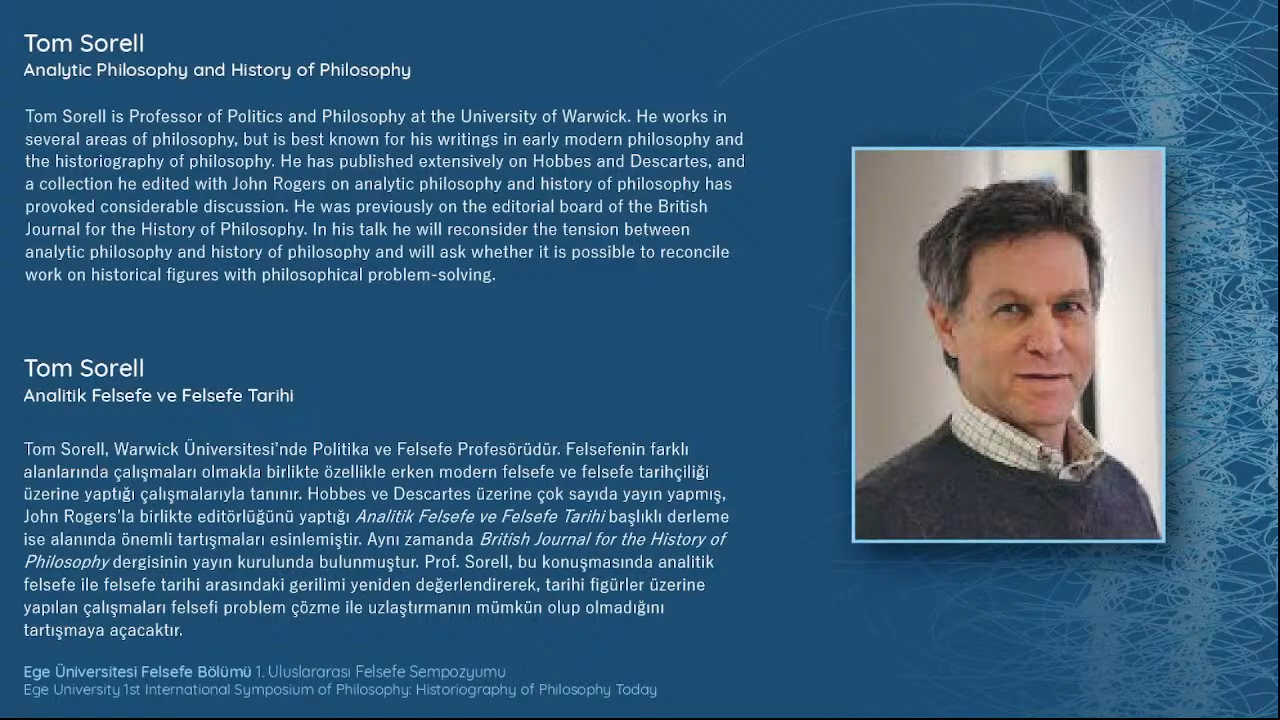 Tom Sorell
Analytic Philosophy and History of Philosophy
Tom Sorell is Professor of Politics and Philosophy at the University of Warwick. He works in
several areas of philosophy, but is best known for his writings in early modern philosophy and
the historiography of philosophy. He has published extensively on Hobbes and Descartes, and
a collection he edited with John Rogers on analytic philosophy and history of philosophy has
provoked considerable discussion. He was previously on the editorial board of the British
Journal for the History of Philosophy. In his talk he will reconsider the tension between
analytic philosophy and history of philosophy and will ask whether it is possible to reconcile
work on historical figures with philosophical problem-solving.
Tom Sorell
Analitik Felsefe ve Felsefe Tarihi
Tom Sorell, Warwick Üniversitesi'nde Politika ve Felsefe Profesörüdür. Felsefenin farklı
alanlarında çalışmaları olmakla birlikte özellikle erken modern felsefe ve felsefe tarihçiliği
üzerine yaptığı çalışmalarıyla tanınır. Hobbes ve Descartes üzerine çok sayıda yayın yapmış,
John Rogers'la birlikte editörlüğünü yaptığı Analitik Felsefe ve Felsefe Tarihi başlıklı derleme
ise alanında önemli tartışmaları esinlemiştir. Aynı zamanda British Journal for the History of
Philosophy dergisinin yayın kurulunda bulunmuştur. Prof. Sorell, bu konuşmasında analitik
felsefe ile felsefe tarihi arasındaki gerilimi yeniden değerlendirerek, tarihi figürler üzerine
yapılan çalışmaları felsefi problem çözme ile uzlaştırmanın mümkün olup olmadığını
tartışmaya açacaktır.
Ege Üniversitesi Felsefe Bölümü 1. Uluslararası Felsefe Sempozyumu
Ege University 1st International Symposium of Philosophy: Historiography of Philosophy Today